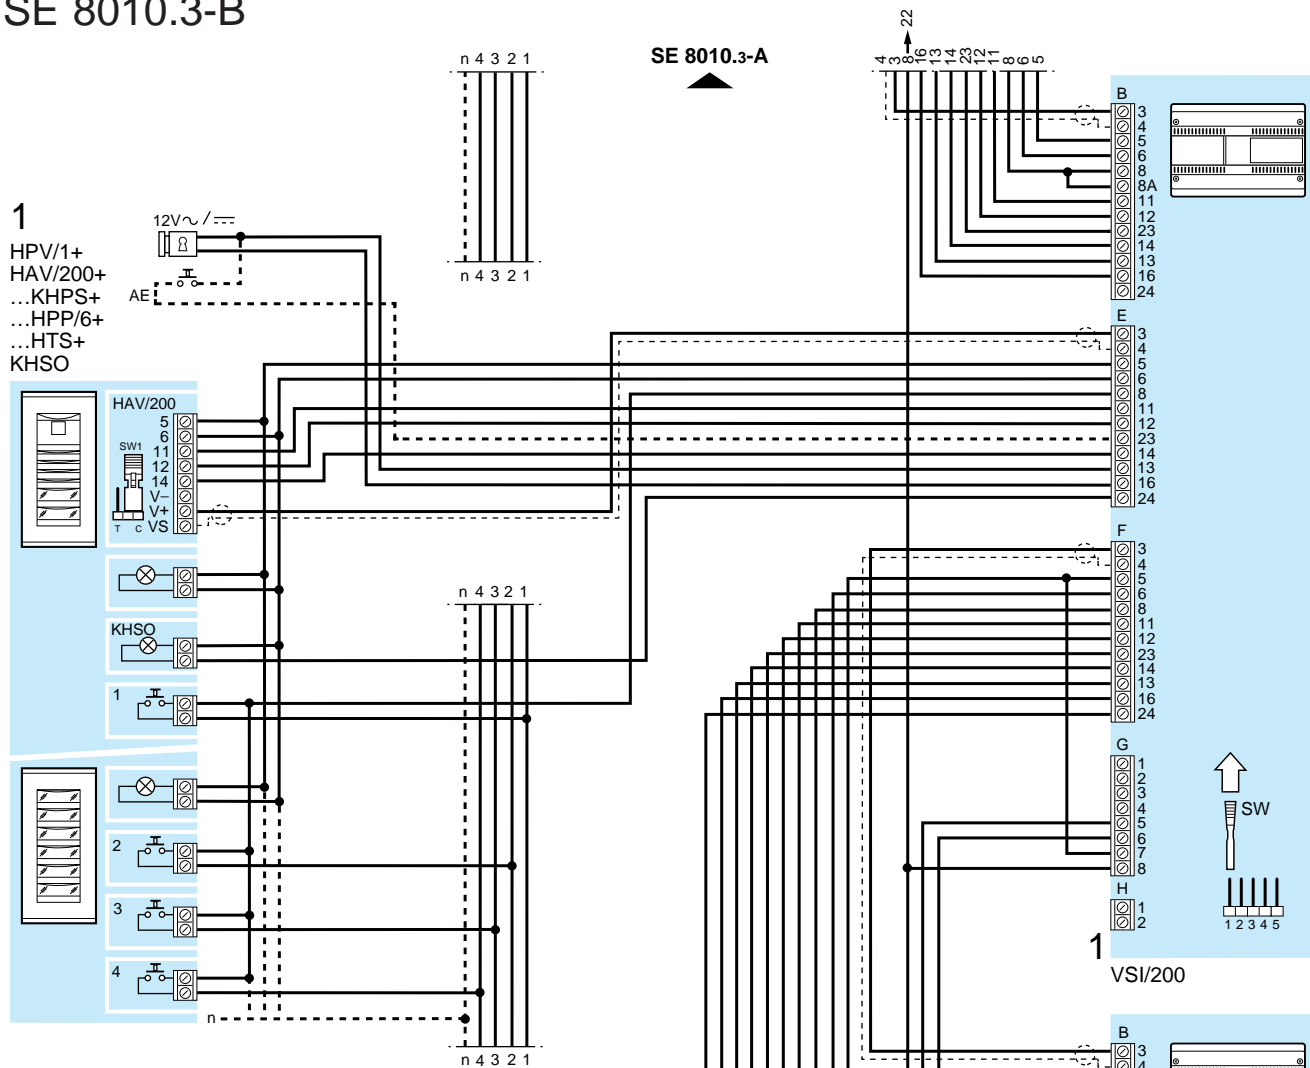 SE 8010.3-B
n 4 3 2 1
SE 8010.3-A
22
4 3 8 16 13 14 23 12 11 8 6 5
1
HPV/1+
HAV/200+
…KHPS+
…HPP/6+
…HTS+
KHSO
12V~ /
AE
n 4 3 2 1
B
3
4
5
6
8
8A
11
12
23
14
13
16
24
E
3
4
5
6
8
11
12
23
14
13
16
24
HAV/200
5
6
11
12
14
V–
V+
VS
SW1
T C
KHSO
1
2
3
4
n
n 4 3 2 1
n 4 3 2 1
F
3
4
5
6
8
11
12
23
14
13
16
24
G
1
2
3
4
5
6
7
8
H
1
2
SW
1 2 3 4 5
1
VSI/200
B
3
4